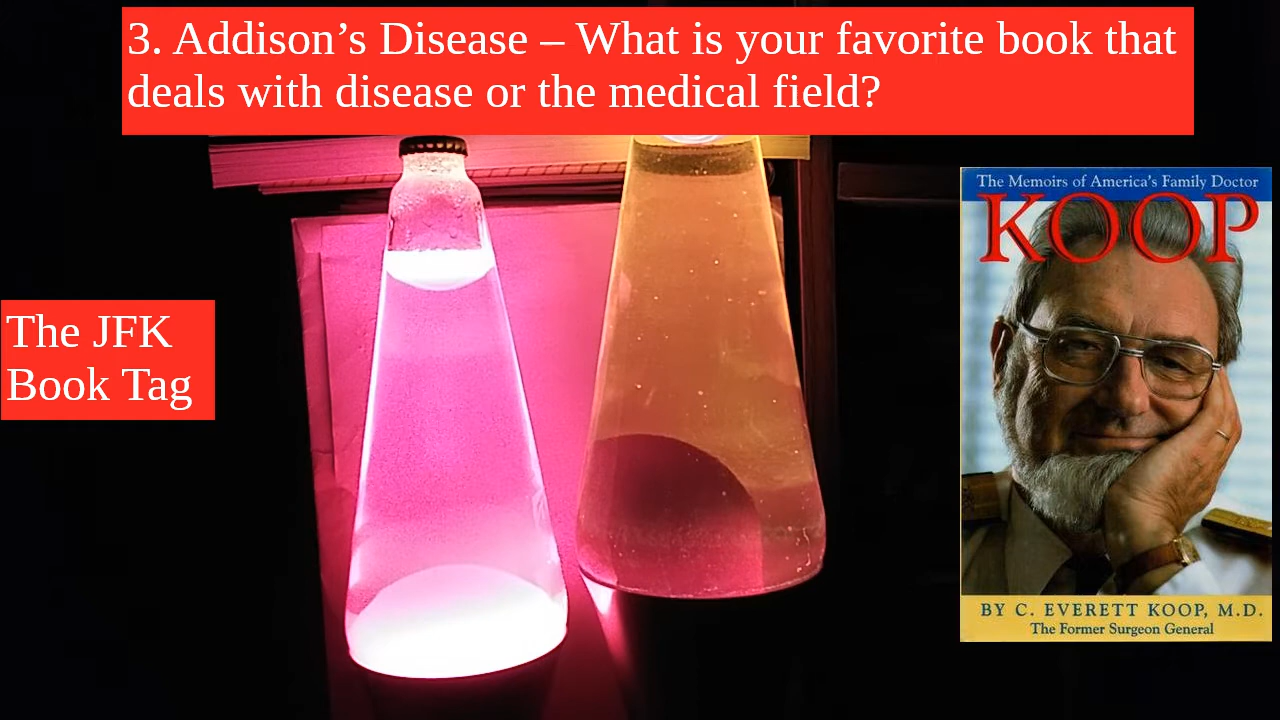 3. Addison’s Disease – What is your favorite book that
deals with disease or the medical field?
The JFK
Book Tag
The Memoirs of America's Family Doctor
KOOP
BY C. EVERETT KOOP, M.D.
The Former Surgeon General